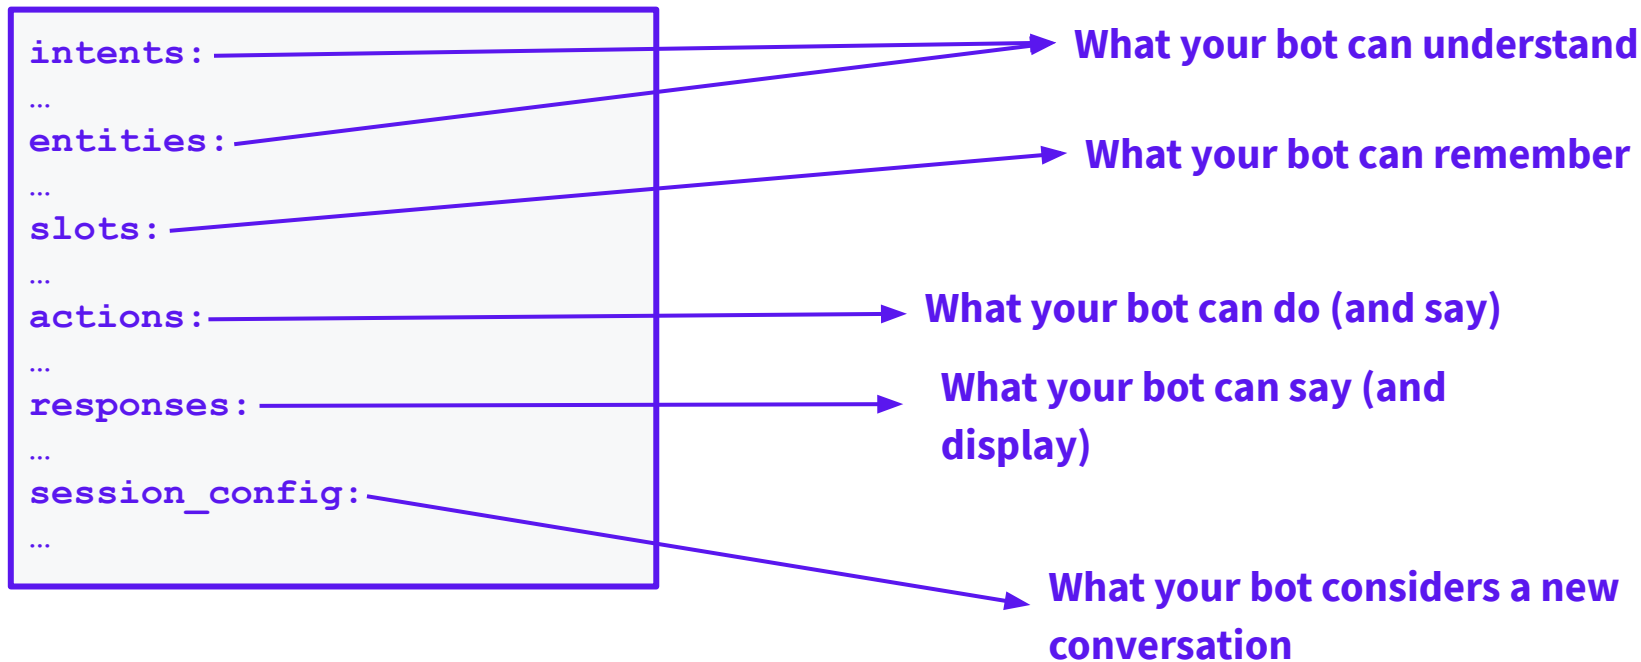 intents:
What your bot can understand
…
entities:
What your bot can remember
…
slots:
…
actions:
What your bot can do (and say)
…
responses:
What your bot can say (and
display)
…
session_config:
…
What your bot considers a new
conversation